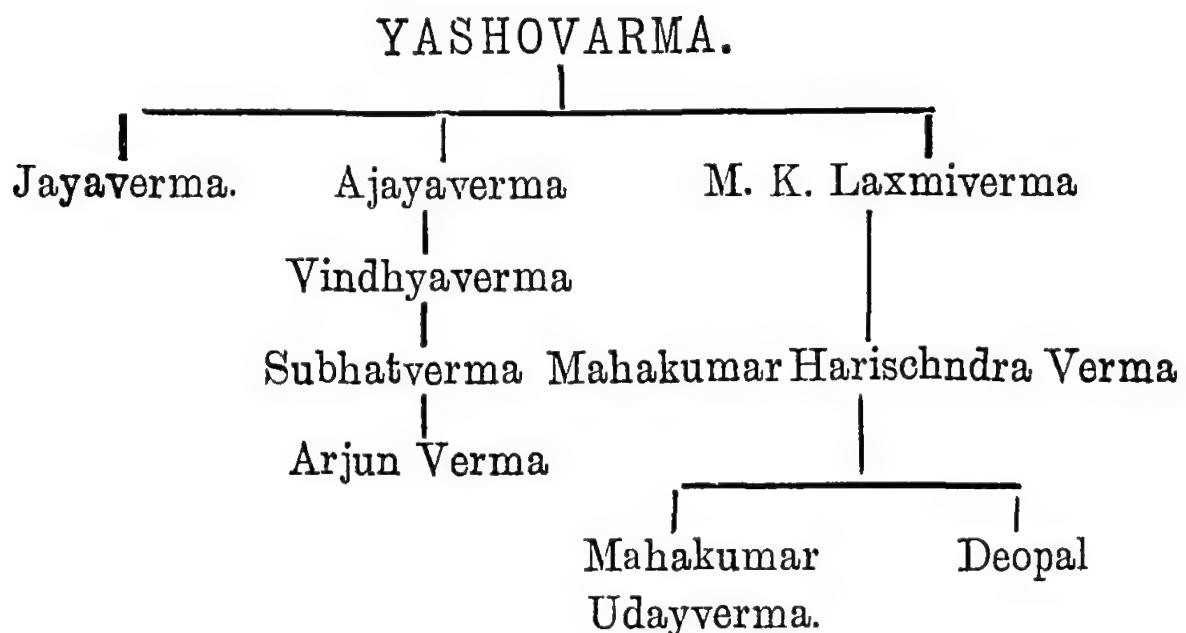 YASHOVARMA.
Jayaverma. Ajayaverma M. K. Laxmiverma
Vindhyaverma
Subhatverma Mahakumar Harischndra Verma
Arjun Verma
Mahakumar Deopal
Udayverma.